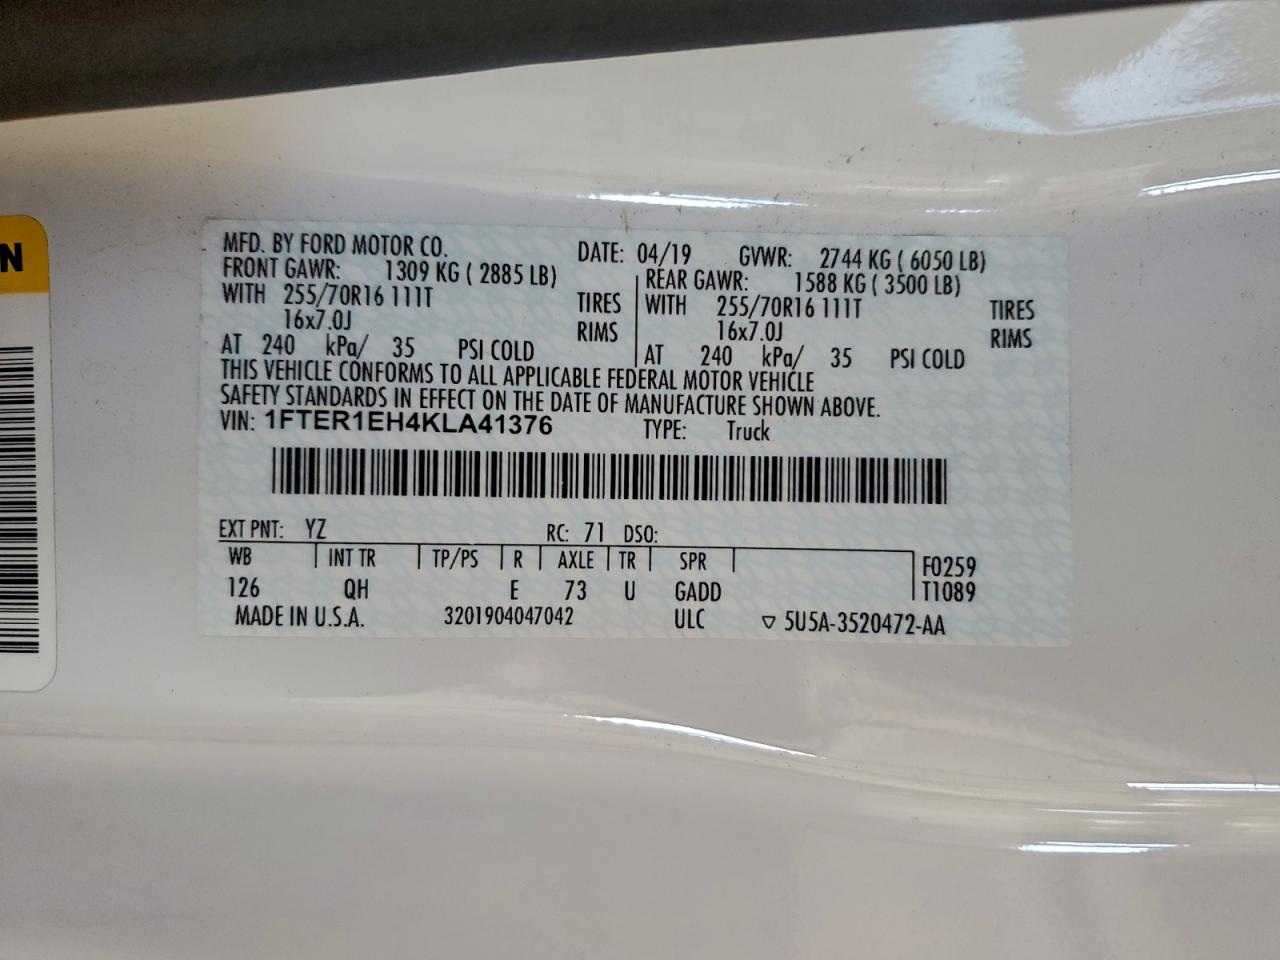 N
MFD. BY FORD MOTOR CO. DATE: 04/19 GVWR: 2744 KG ( 6050 LB)
FRONT GAWR: 1309 KG ( 2885 LB) REAR GAWR: 1588 KG ( 3500 LB)
WITH 255/70R16 111T TIRES WITH 255/70R16 111T TIRES
16x7.0J RIMS 16x7.0J RIMS
AT 240 kPa/ 35 PSI COLD AT 240 kPa/ 35 PSI COLD
THIS VEHICLE CONFORMS TO ALL APPLICABLE FEDERAL MOTOR VEHICLE
SAFETY STANDARDS IN EFFECT ON THE DATE OF MANUFACTURE SHOWN ABOVE.
VIN: 1FTER1EH4KLA41376 TYPE: Truck
EXT PNT: YZ RC: 71 DSO:
WB INT TR TP/PS R AXLE TR SPR F0259
126 QH E 73 U GADD T1089
MADE IN U.S.A. 3201904047042 ULC ▽ 5U5A-3520472-AA